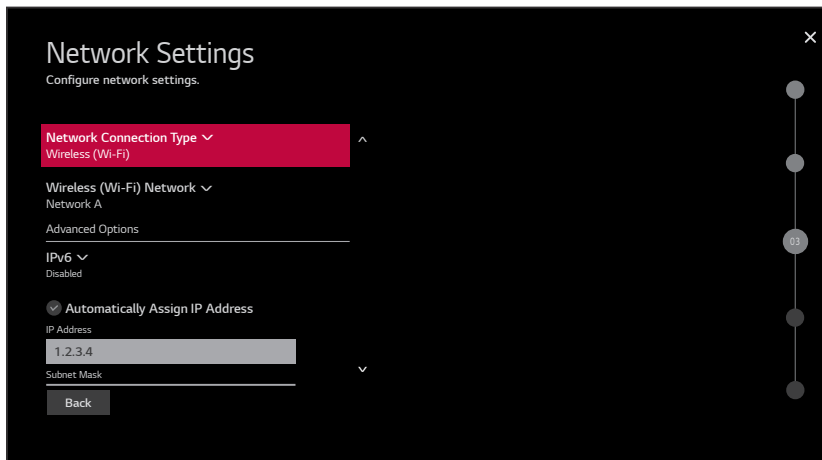 Network Settings
Configure network settings.
Network Connection Type
Wireless (Wi-Fi)
Wireless (Wi-Fi) Network
Network A
Advanced Options
IPv6
Disabled
Automatically Assign IP Address
IP Address
1.2.3.4
Subnet Mask
Back
03